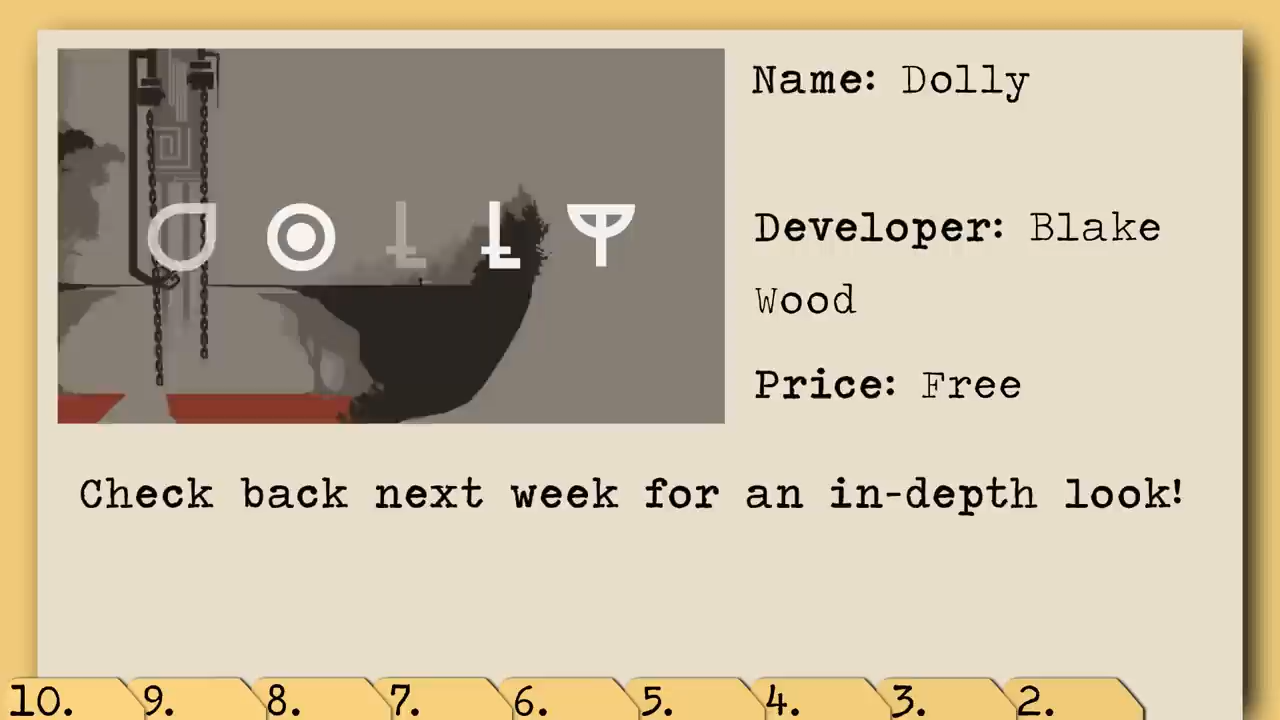 DOLLY
Name: Dolly
Developer: Blake
Wood
Price: Free
Check back next week for an in-depth look!
10. 9. 8. 7. 6. 5. 4. 3. 2.